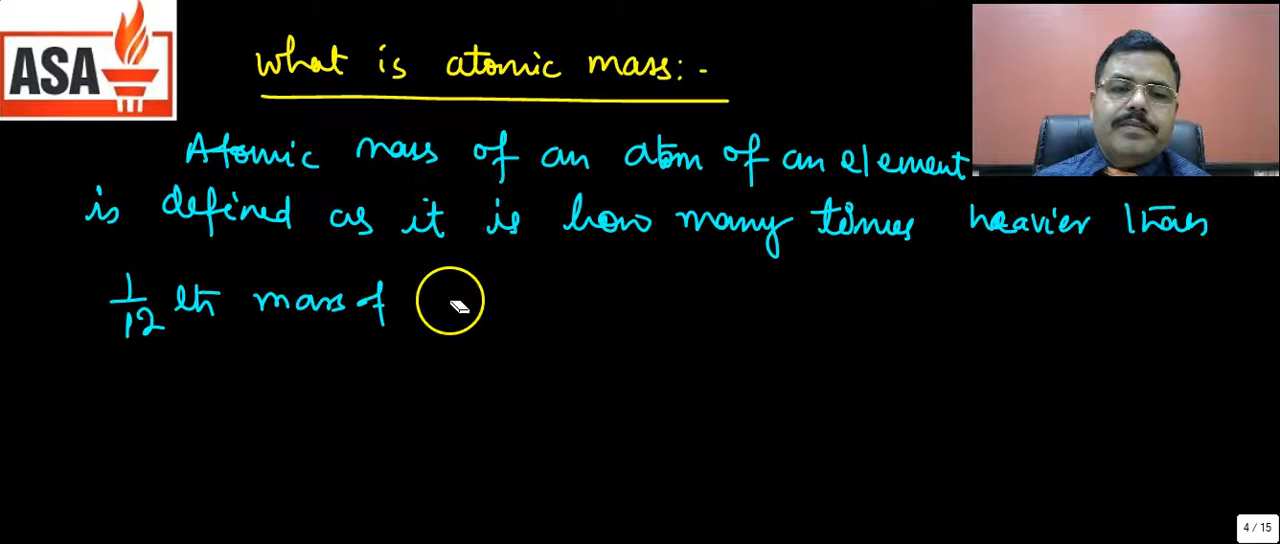 ASA
What is atomic mass:-
Atomic mass of an atom of an element
is defined as it is how many times heavier than
1/12 th mass of
4 / 15